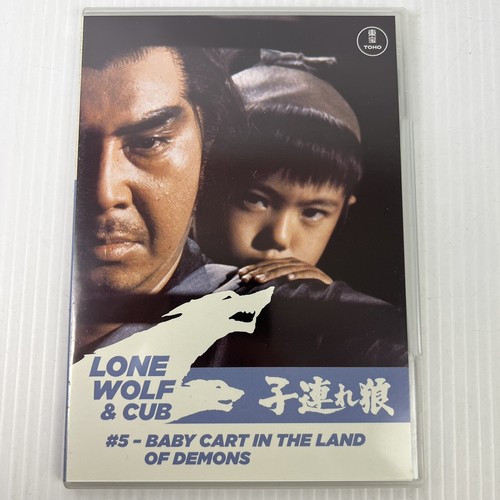 東宝
TOHO
LONE
WOLF
& CUB
子連れ狼
#5 – BABY CART IN THE LAND
OF DEMONS